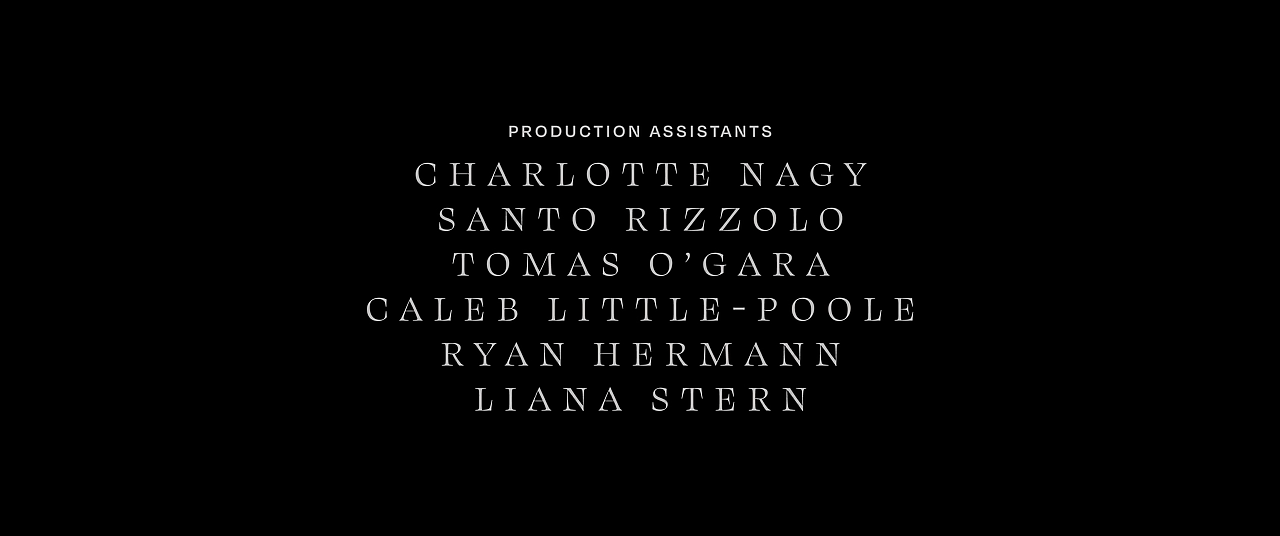 PRODUCTION ASSISTANTS
CHARLOTTE NAGY
SANTO RIZZOLO
TOMAS O’GARA
CALEB LITTLE-POOLE
RYAN HERMANN
LIANA STERN